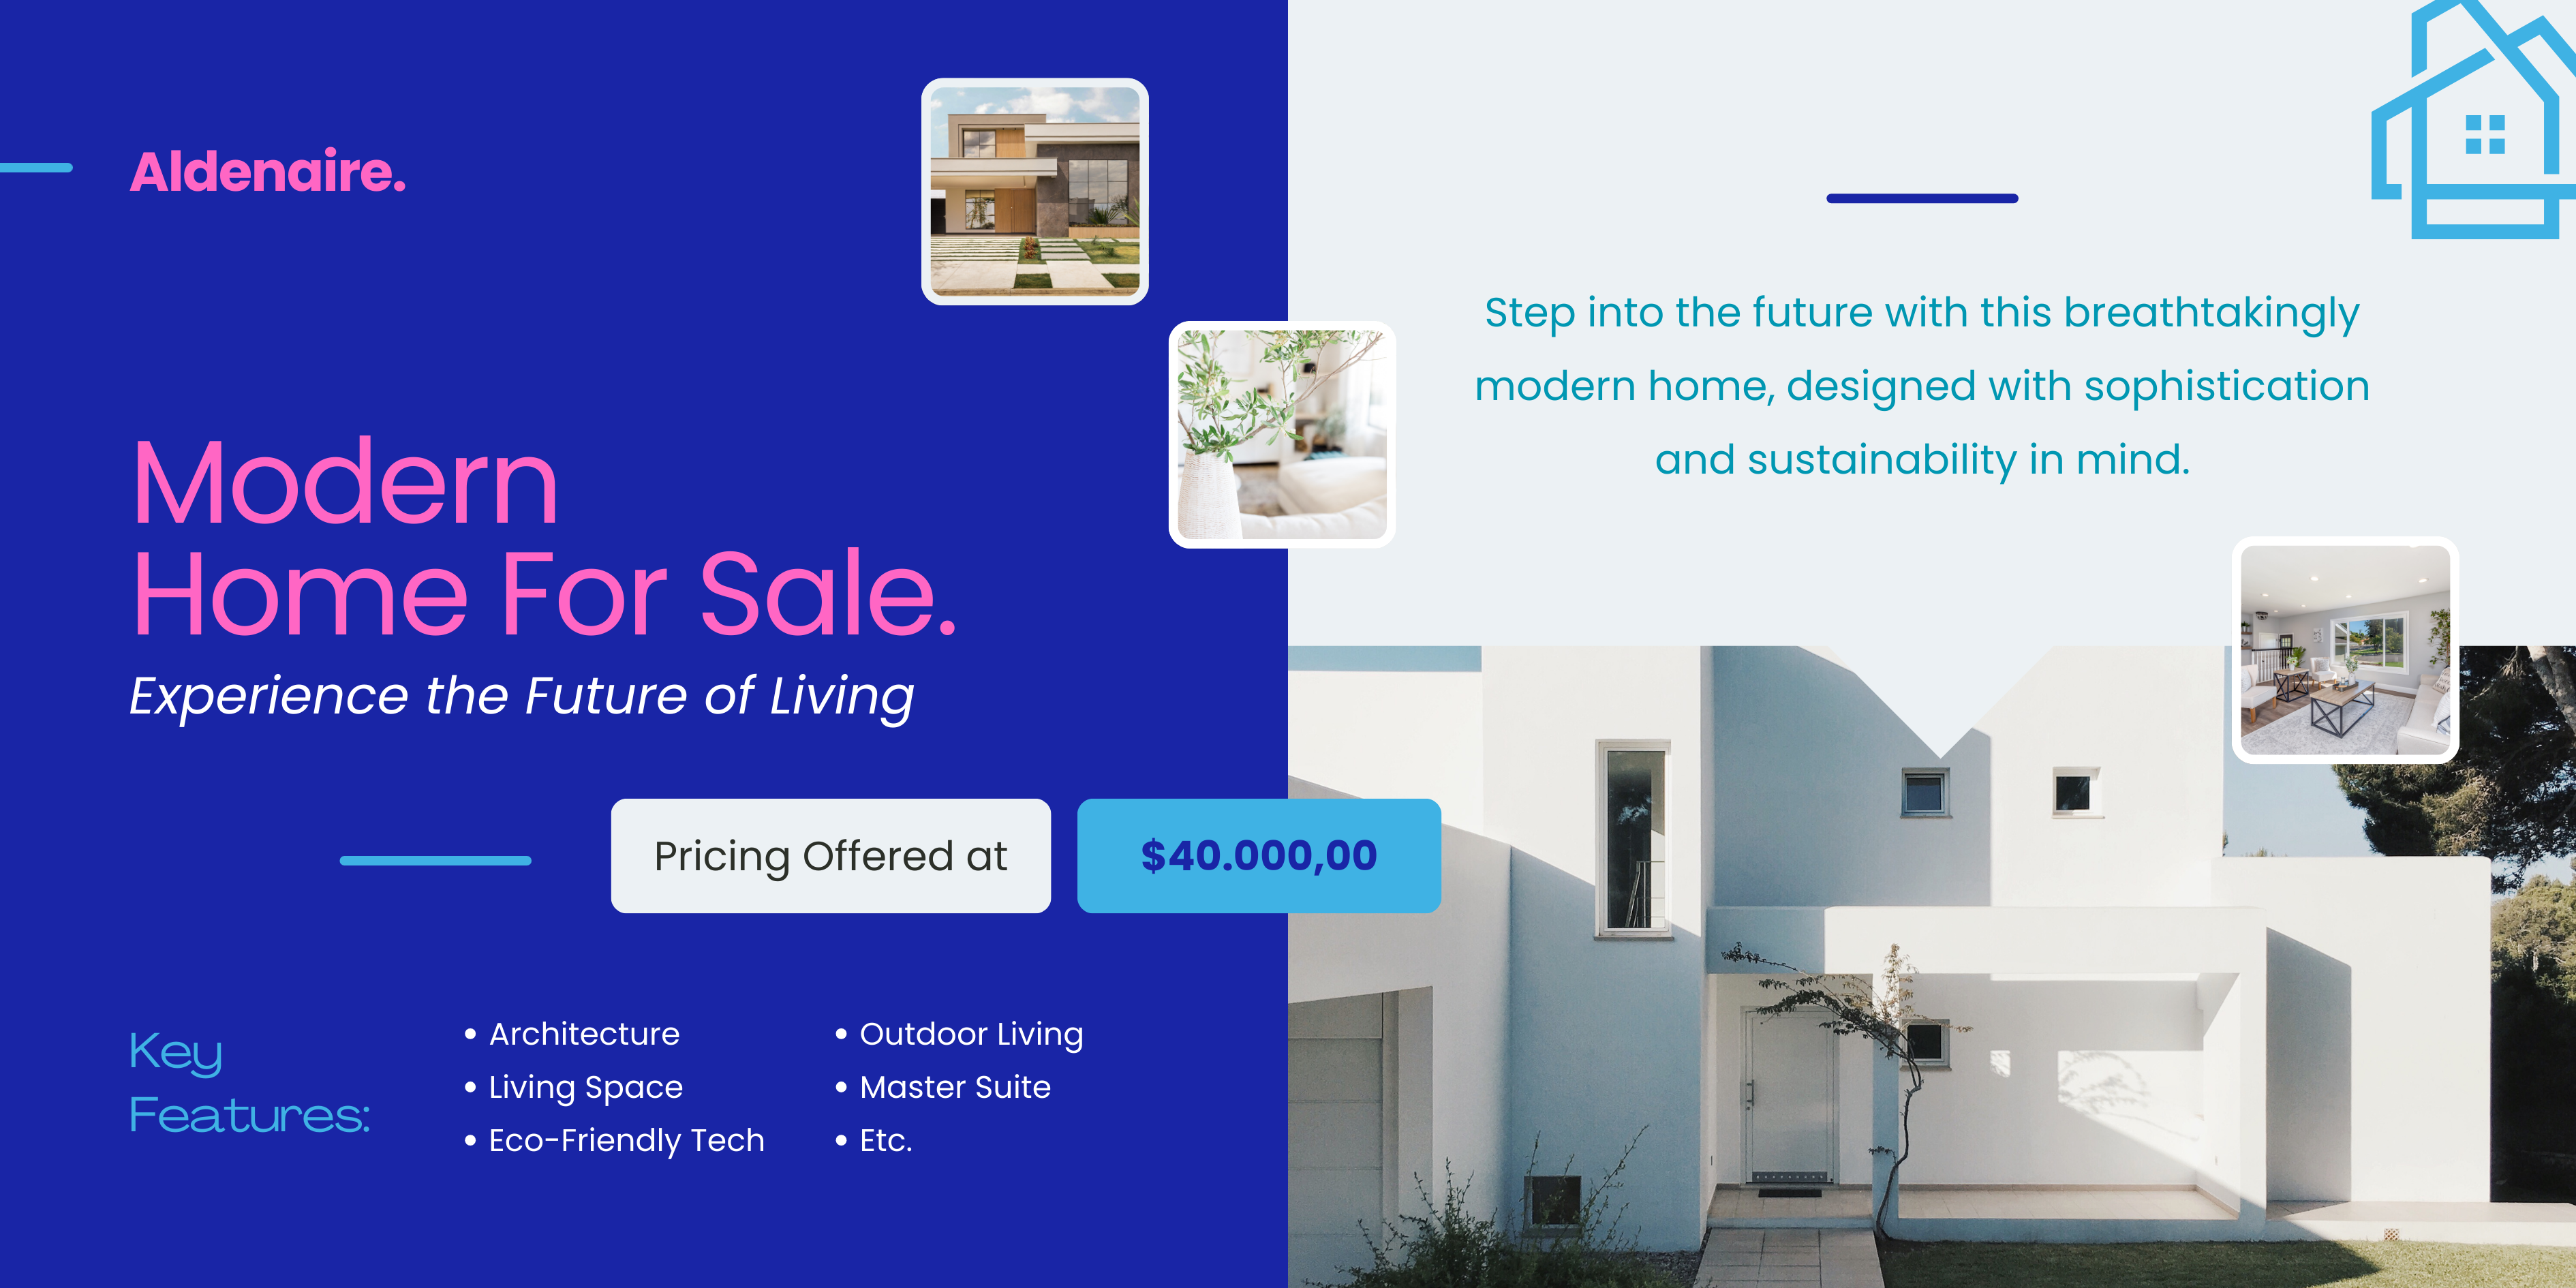 Aldenaire.
Modern
Home For Sale.
Experience the Future of Living
Pricing Offered at
$40.000,00
Key
Features:
• Architecture
• Living Space
• Eco-Friendly Tech
• Outdoor Living
• Master Suite
• Etc.
Step into the future with this breathtakingly
modern home, designed with sophistication
and sustainability in mind.